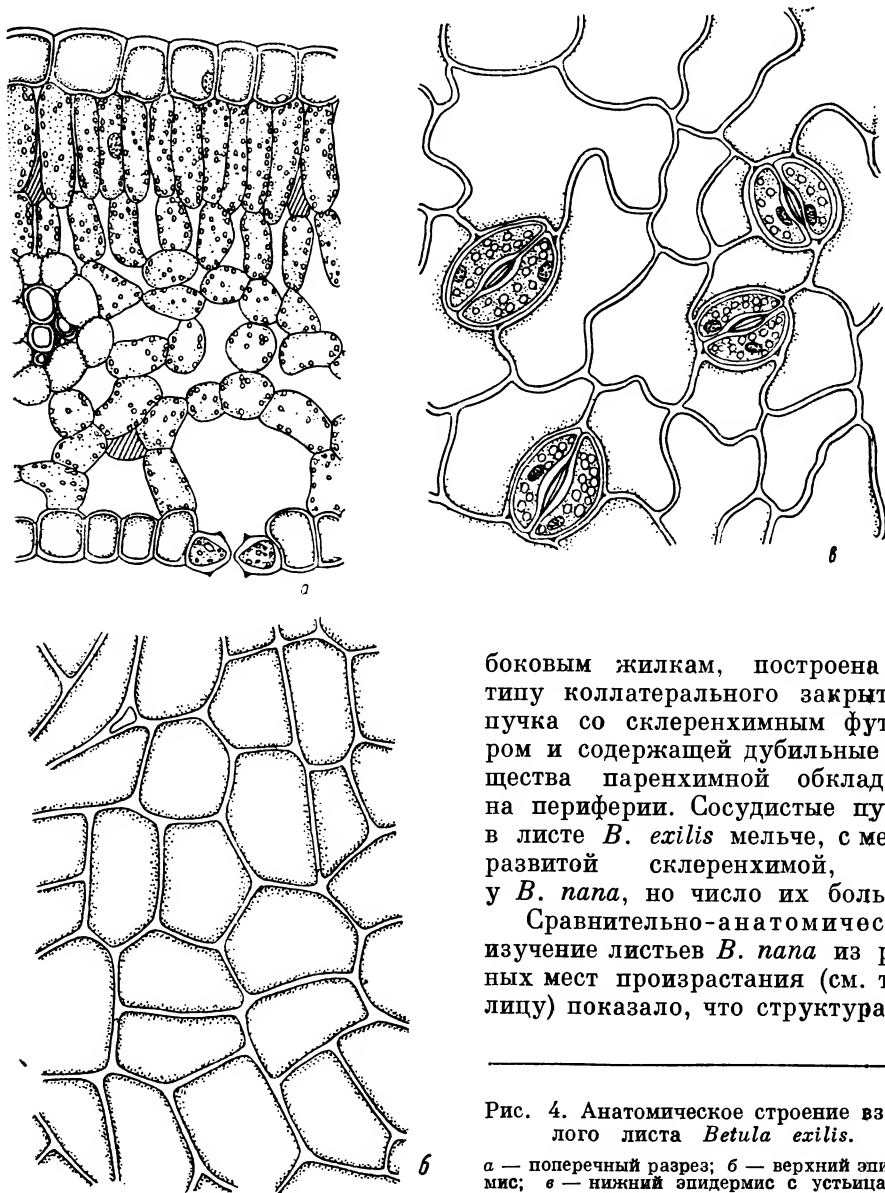 а
в
б
боковым жилкам, построена
типу коллатерального закрыт
пучка со склеренхимным фут
ром и содержащей дубильные
щества паренхимной обклад
на периферии. Сосудистые пу
в листе B. exilis мельче, с ме
развитой склеренхимой,
у B. nana, но число их боль
Сравнительно-анатомичес
изучение листьев B. nana из р
ных мест произрастания (см. т
лицу) показало, что структура
Рис. 4. Анатомическое строение вз
лого листа Betula exilis.
а — поперечный разрез; б — верхний эпи
мис; в — нижний эпидермис с устьица